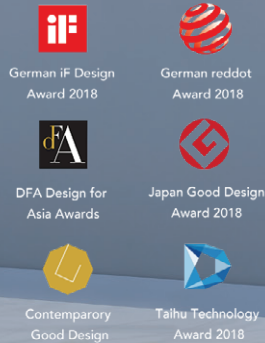 iF
German iF Design
Award 2018
German reddot
Award 2018
dFA
DFA Design for
Asia Awards
Japan Good Design
Award 2018
Contemparory
Good Design
Taihu Technology
Award 2018